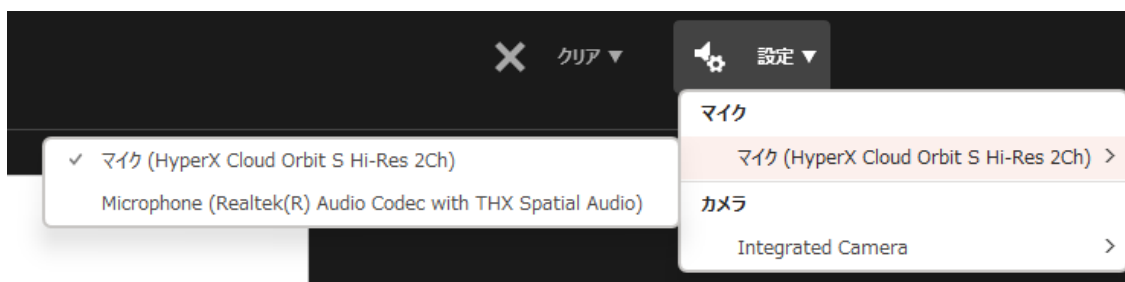 クリア ▼
設定 ▼
マイク
マイク (HyperX Cloud Orbit S Hi-Res 2Ch) >
✓ マイク (HyperX Cloud Orbit S Hi-Res 2Ch)
Microphone (Realtek(R) Audio Codec with THX Spatial Audio)
カメラ
Integrated Camera >